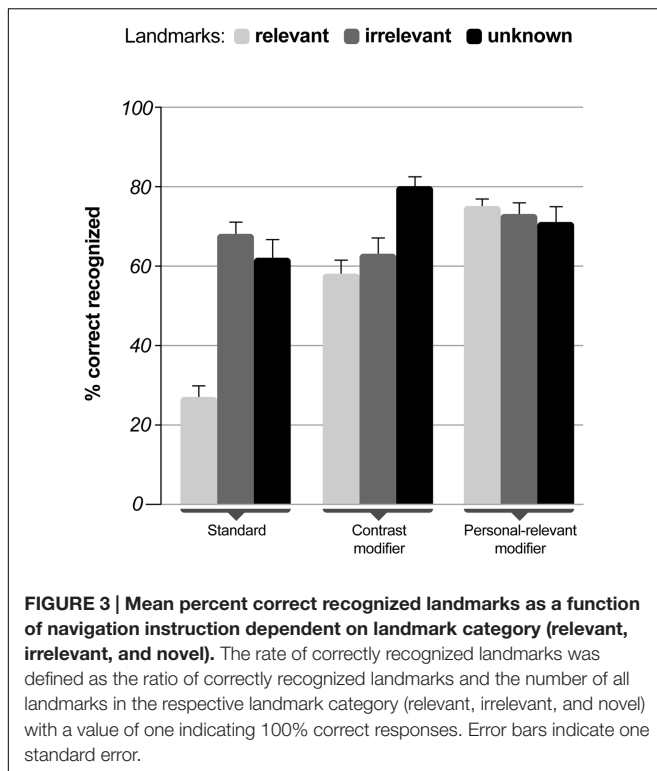 Landmarks: relevant irrelevant unknown
100
80
60
40
20
0
% correct recognized
Standard
Contrast
modifier
Personal-relevant
modifier
FIGURE 3 | Mean percent correct recognized landmarks as a function
of navigation instruction dependent on landmark category (relevant,
irrelevant, and novel). The rate of correctly recognized landmarks was
defined as the ratio of correctly recognized landmarks and the number of all
landmarks in the respective landmark category (relevant, irrelevant, and novel)
with a value of one indicating 100% correct responses. Error bars indicate one
standard error.